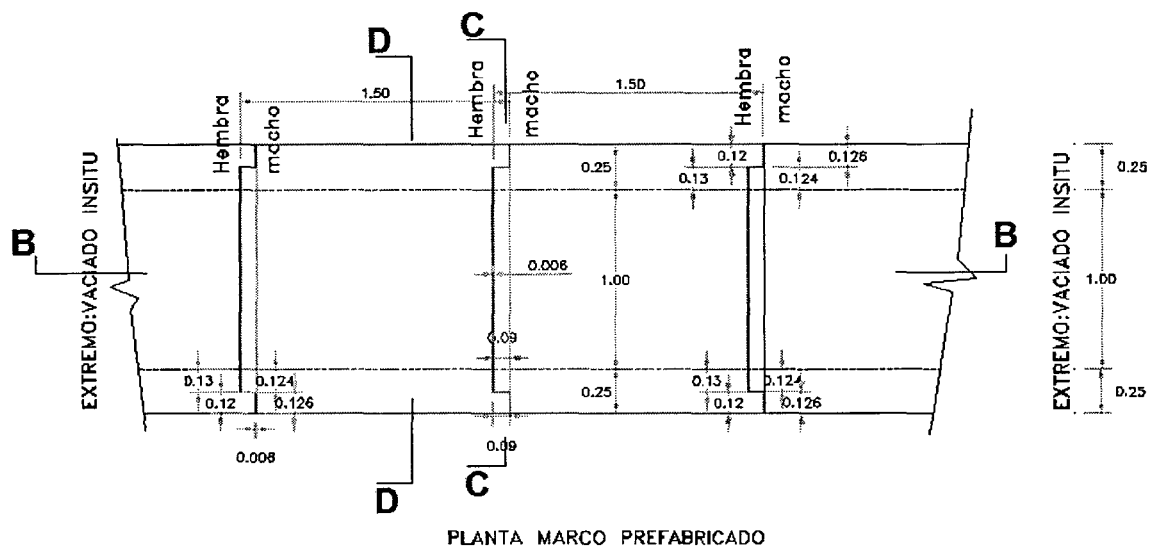 C
D
Hembra
macho
Hembra
macho
Hembra
macho
1.50
1.50
0.25
0.12
0.13
0.126
0.124
0.25
EXTREMO:VACIADO INSITU
B
B
0.006
1.00
0.09
EXTREMO:VACIADO INSITU
1.00
0.13
0.124
0.12
0.126
0.25
0.13
0.124
0.12
0.126
0.25
0.006
0.09
D
C
PLANTA MARCO PREFABRICADO